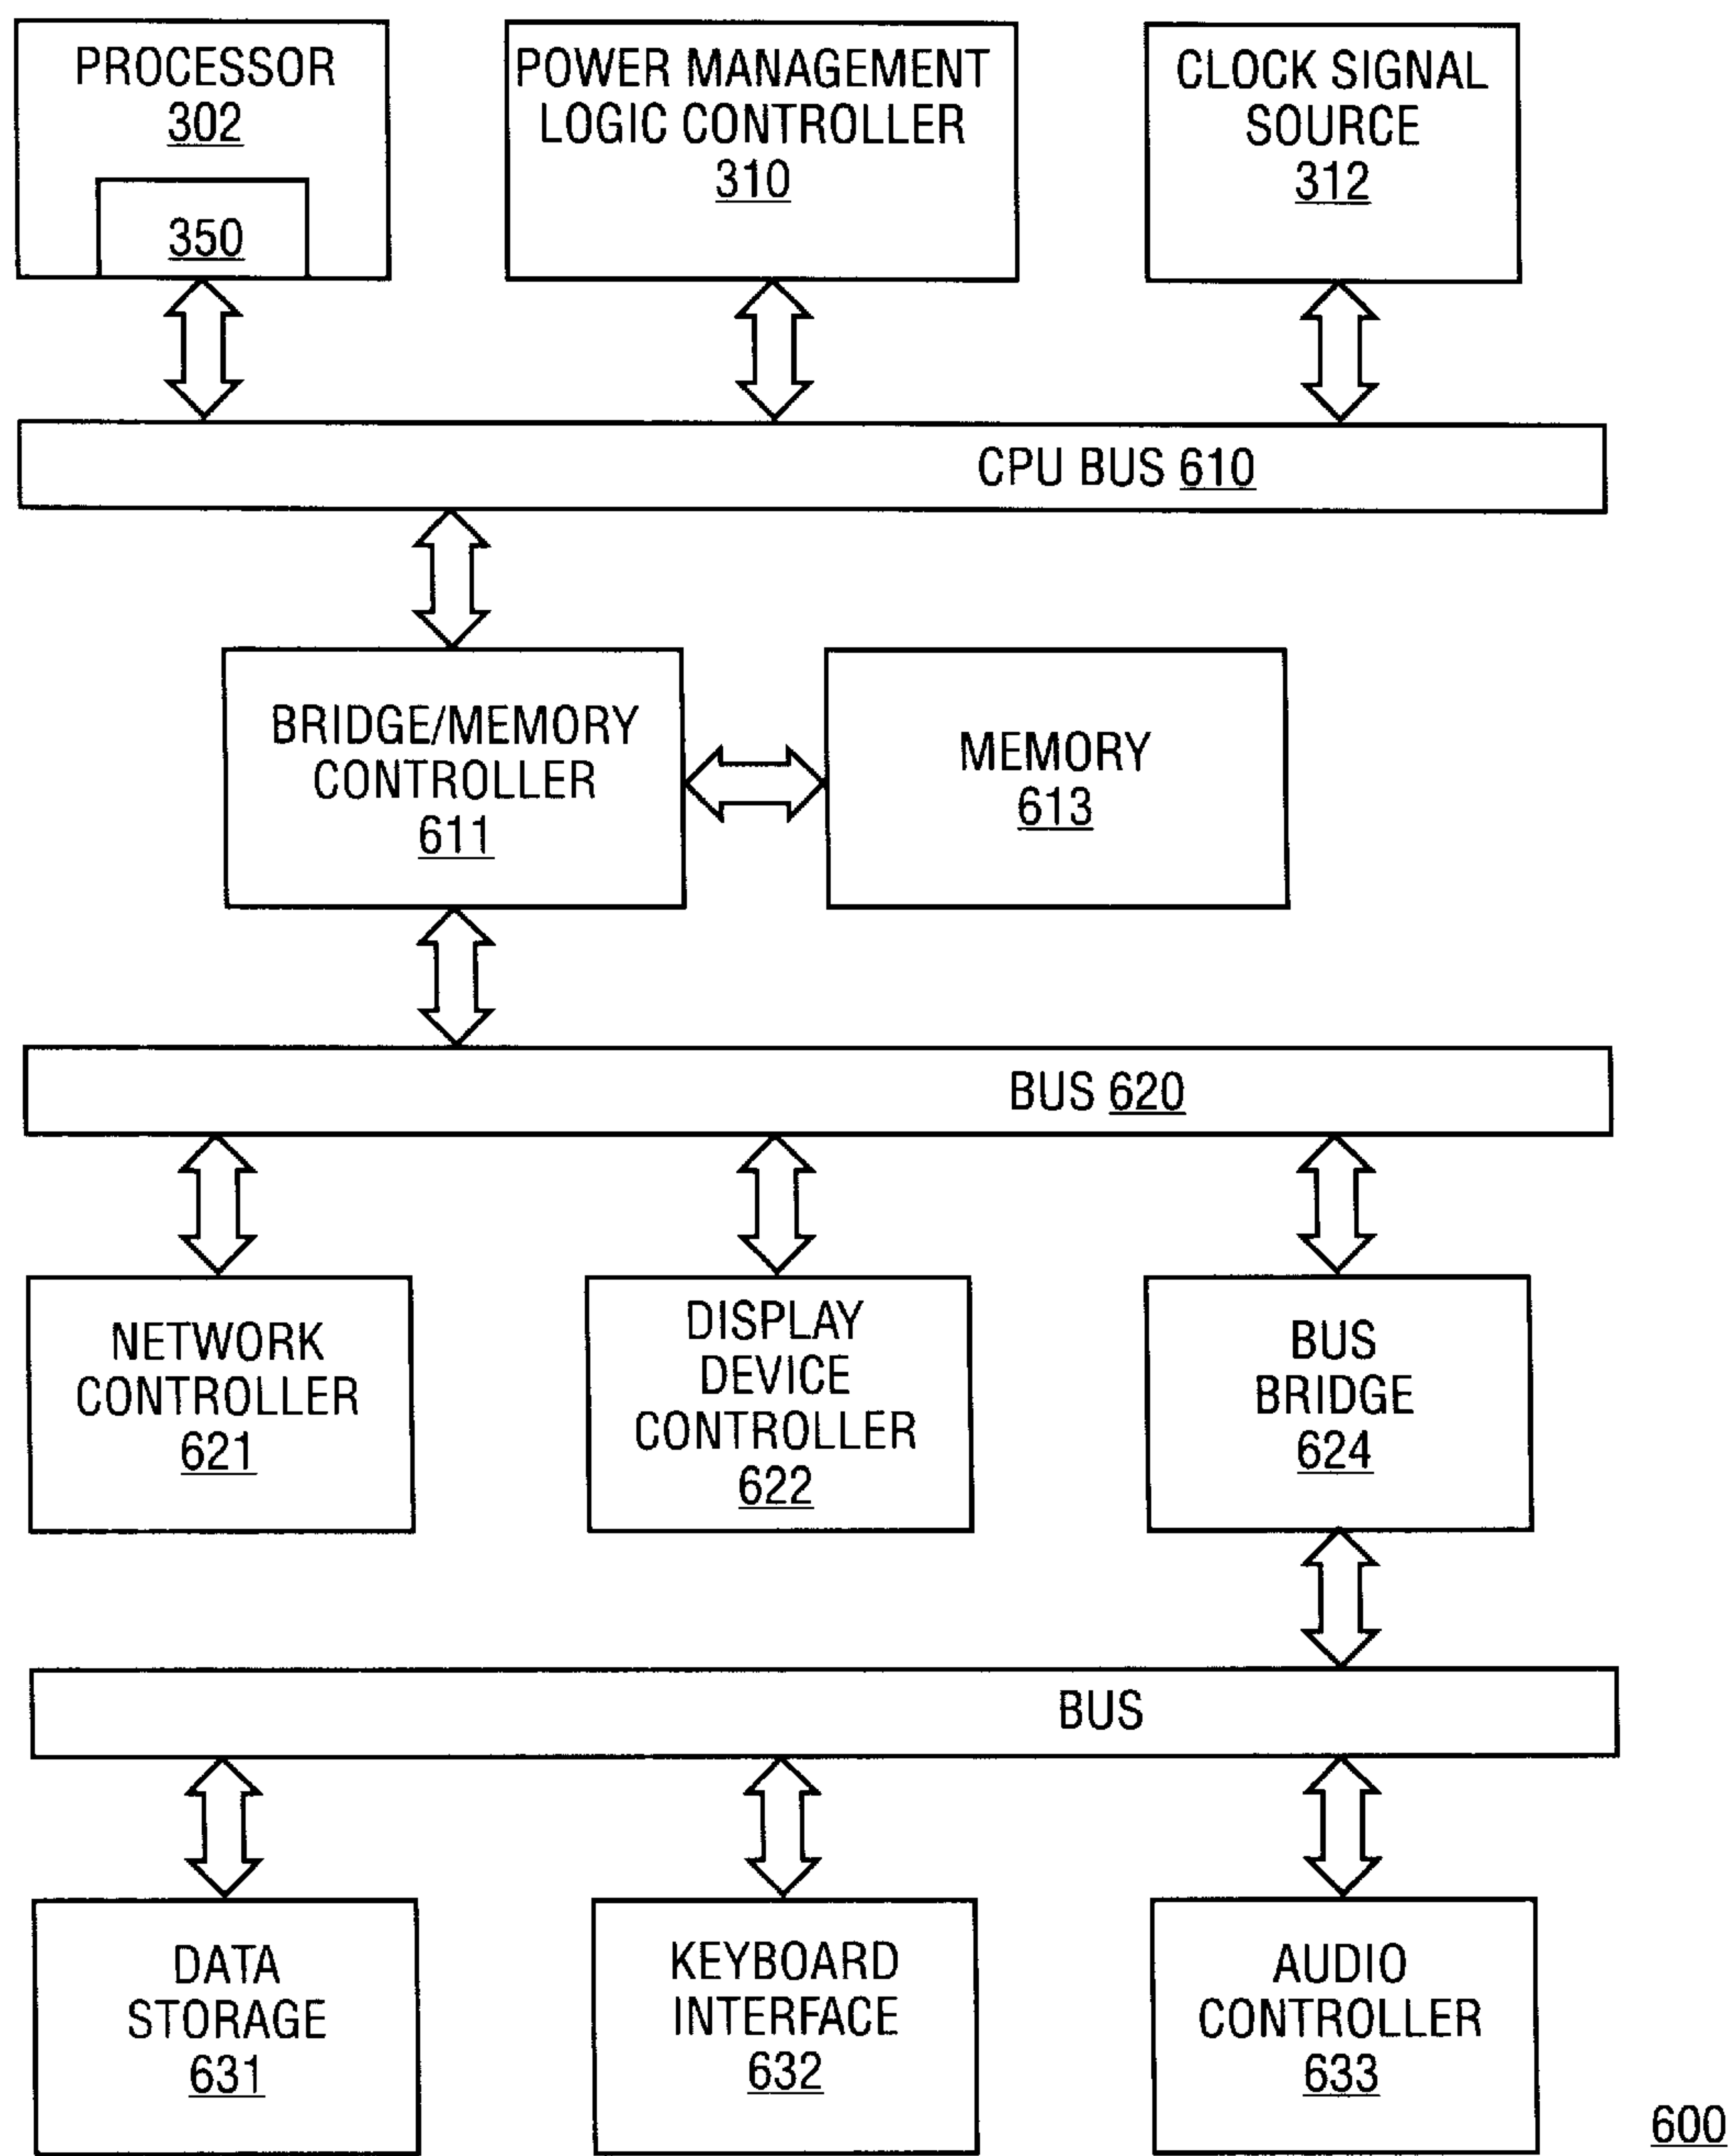 PROCESSOR
302
350
POWER MANAGEMENT
LOGIC CONTROLLER
310
CLOCK SIGNAL
SOURCE
312
CPU BUS 610
BRIDGE/MEMORY
CONTROLLER
611
MEMORY
613
BUS 620
NETWORK
CONTROLLER
621
DISPLAY
DEVICE
CONTROLLER
622
BUS
BRIDGE
624
BUS
DATA
STORAGE
631
KEYBOARD
INTERFACE
632
AUDIO
CONTROLLER
633
600